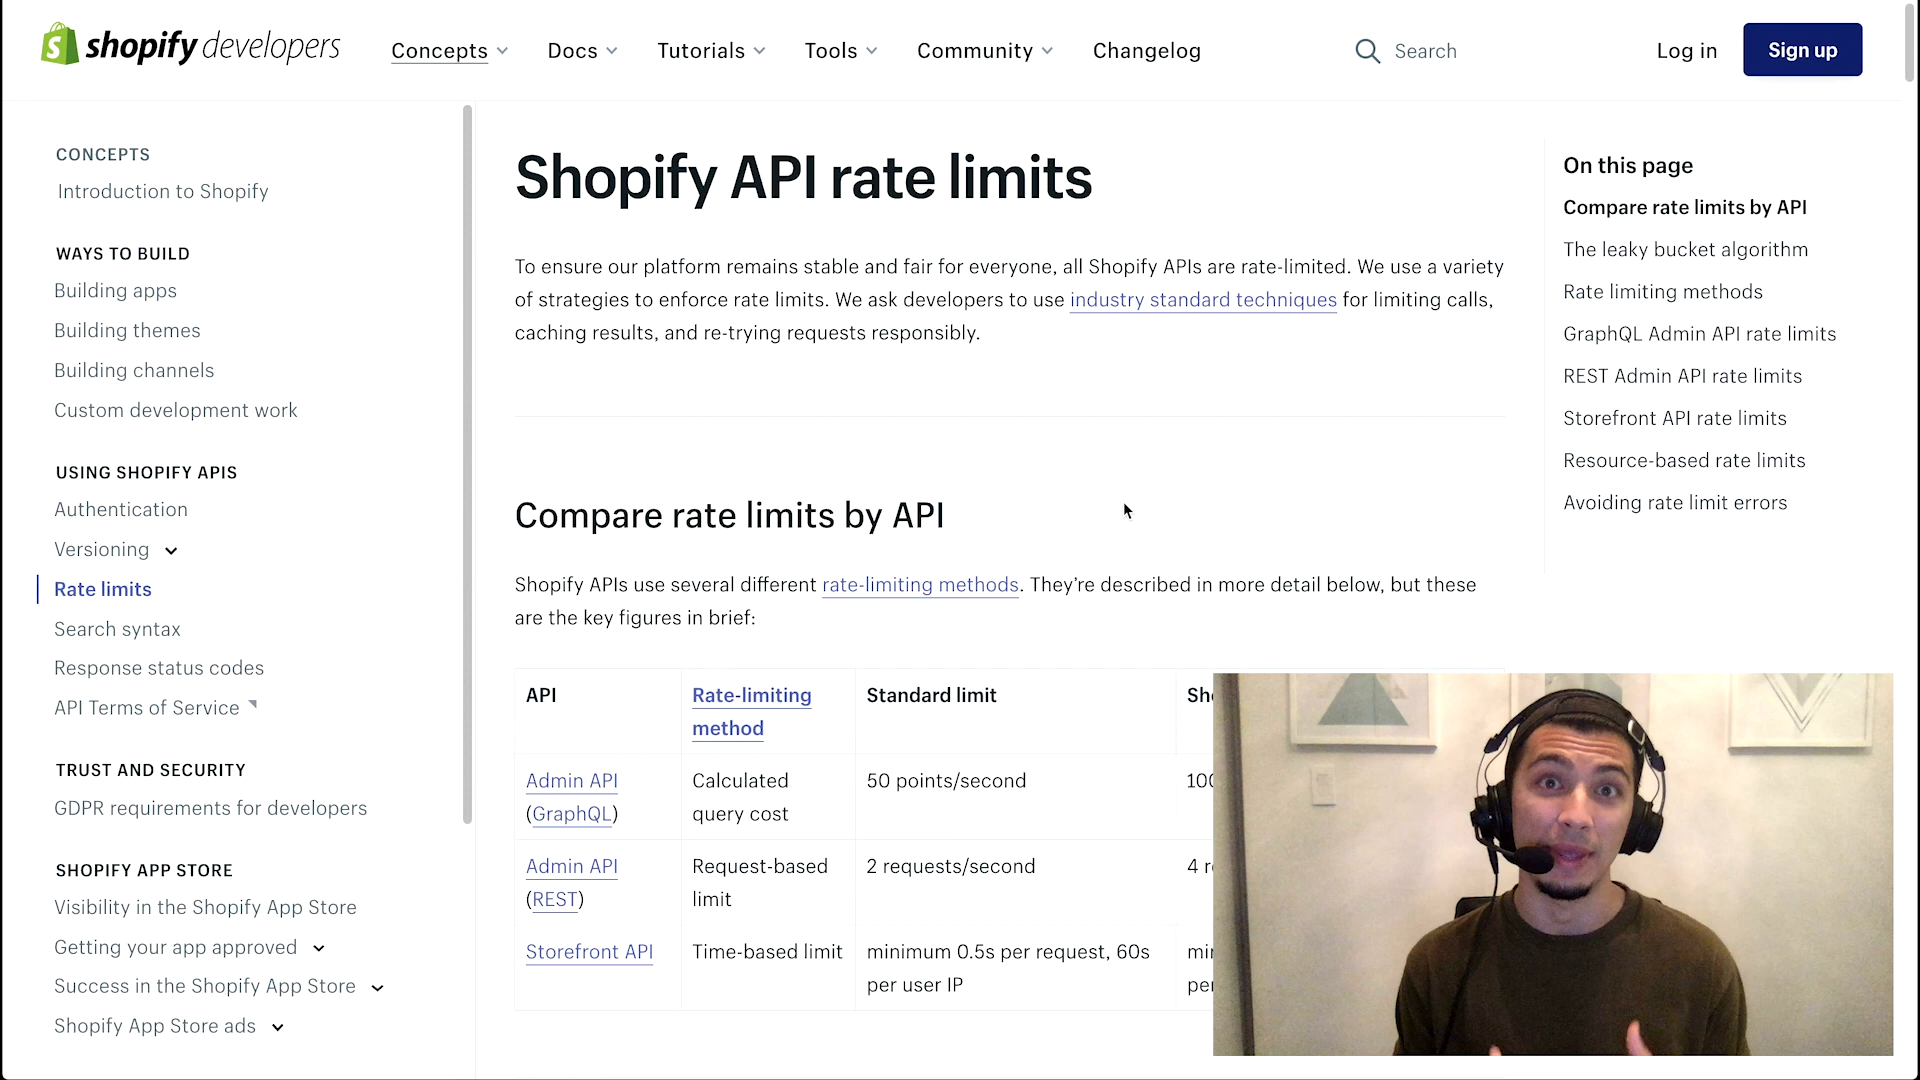 shopify developers
Concepts
Docs
Tutorials
Tools
Community
Changelog
Search
Log in
Sign up
CONCEPTS
Introduction to Shopify
WAYS TO BUILD
Building apps
Building themes
Building channels
Custom development work
USING SHOPIFY APIS
Authentication
Versioning
Rate limits
Search syntax
Response status codes
API Terms of Service
TRUST AND SECURITY
GDPR requirements for developers
SHOPIFY APP STORE
Visibility in the Shopify App Store
Getting your app approved
Success in the Shopify App Store
Shopify App Store ads
Shopify API rate limits
To ensure our platform remains stable and fair for everyone, all Shopify APIs are rate-limited. We use a variety
of strategies to enforce rate limits. We ask developers to use industry standard techniques for limiting calls,
caching results, and re-trying requests responsibly.
Compare rate limits by API
Shopify APIs use several different rate-limiting methods. They’re described in more detail below, but these
are the key figures in brief:
API
Rate-limiting
method
Standard limit
Admin API
(GraphQL)
Calculated
query cost
50 points/second
Admin API
(REST)
Request-based
limit
2 requests/second
4
Storefront API
Time-based limit
minimum 0.5s per request, 60s
per user IP
On this page
Compare rate limits by API
The leaky bucket algorithm
Rate limiting methods
GraphQL Admin API rate limits
REST Admin API rate limits
Storefront API rate limits
Resource-based rate limits
Avoiding rate limit errors